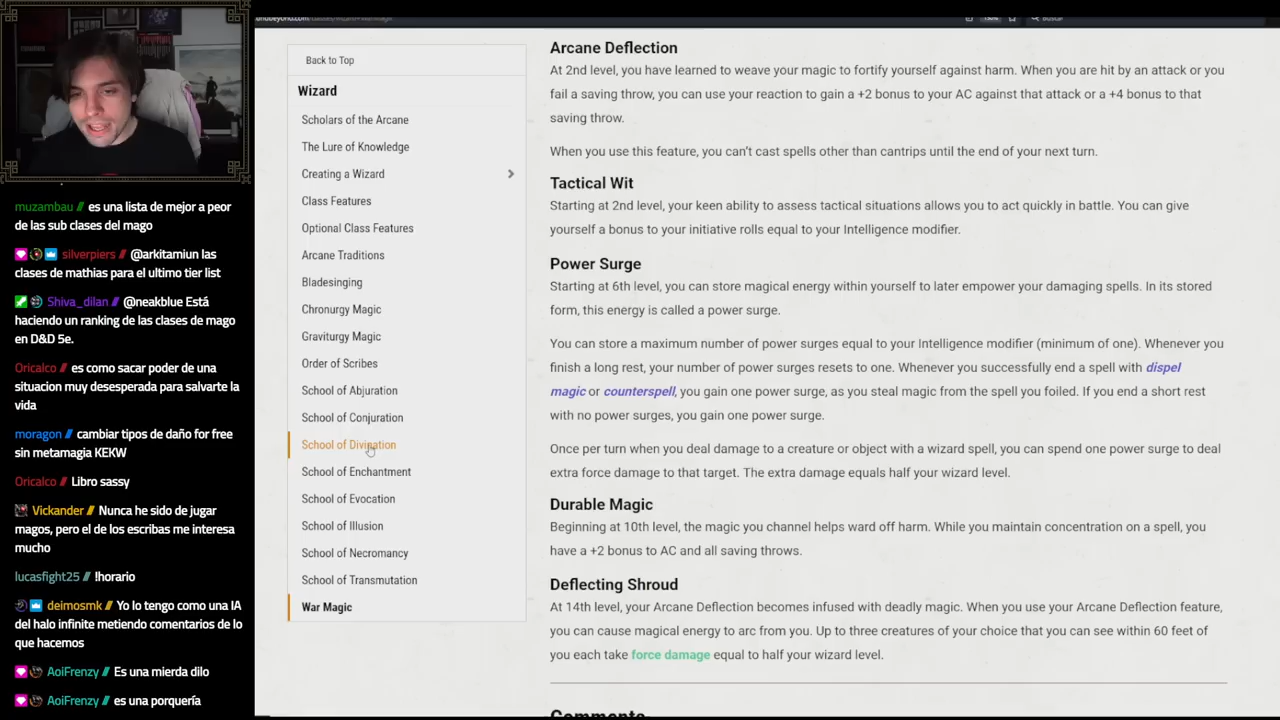 muzambau // es una lista de mejor a peor
de las sub clases del mago
silverpiers // @arkitamiun las
clases de mathias para el ultimo tier list
Shiva_dilan // @neakblue Está
haciendo un ranking de las clases de mago
en D&D 5e.
Oricalco // es como sacar poder de una
situacion muy desesperada para salvarte la
vida
moragon // cambiar tipos de daño for free
sin metamagia KEKW
Oricalco // Libro sassy
Vickander // Nunca he sido de jugar
magos, pero el de los escribas me interesa
mucho
lucasfight25 // !horario
deimosmk // Yo lo tengo como una IA
del halo infinite metiendo comentarios de lo
que hacemos
AoiFrenzy // Es una mierda dilo
AoiFrenzy // es una porquería
Back to Top
Wizard
Scholars of the Arcane
The Lure of Knowledge
Creating a Wizard
Class Features
Optional Class Features
Arcane Traditions
Bladesinging
Chronurgy Magic
Graviturgy Magic
Order of Scribes
School of Abjuration
School of Conjuration
School of Divination
School of Enchantment
School of Evocation
School of Illusion
School of Necromancy
School of Transmutation
War Magic
Buscar
Arcane Deflection
At 2nd level, you have learned to weave your magic to fortify yourself against harm. When you are hit by an attack or you
fail a saving throw, you can use your reaction to gain a +2 bonus to your AC against that attack or a +4 bonus to that
saving throw.
When you use this feature, you can't cast spells other than cantrips until the end of your next turn.
Tactical Wit
Starting at 2nd level, your keen ability to assess tactical situations allows you to act quickly in battle. You can give
yourself a bonus to your initiative rolls equal to your Intelligence modifier.
Power Surge
Starting at 6th level, you can store magical energy within yourself to later empower your damaging spells. In its stored
form, this energy is called a power surge.
You can store a maximum number of power surges equal to your Intelligence modifier (minimum of one). Whenever you
finish a long rest, your number of power surges resets to one. Whenever you successfully end a spell with dispel
magic or counterspell, you gain one power surge, as you steal magic from the spell you foiled. If you end a short rest
with no power surges, you gain one power surge.
Once per turn when you deal damage to a creature or object with a wizard spell, you can spend one power surge to deal
extra force damage to that target. The extra damage equals half your wizard level.
Durable Magic
Beginning at 10th level, the magic you channel helps ward off harm. While you maintain concentration on a spell, you
have a +2 bonus to AC and all saving throws.
Deflecting Shroud
At 14th level, your Arcane Deflection becomes infused with deadly magic. When you use your Arcane Deflection feature,
you can cause magical energy to arc from you. Up to three creatures of your choice that you can see within 60 feet of
you each take force damage equal to half your wizard level.
Comments